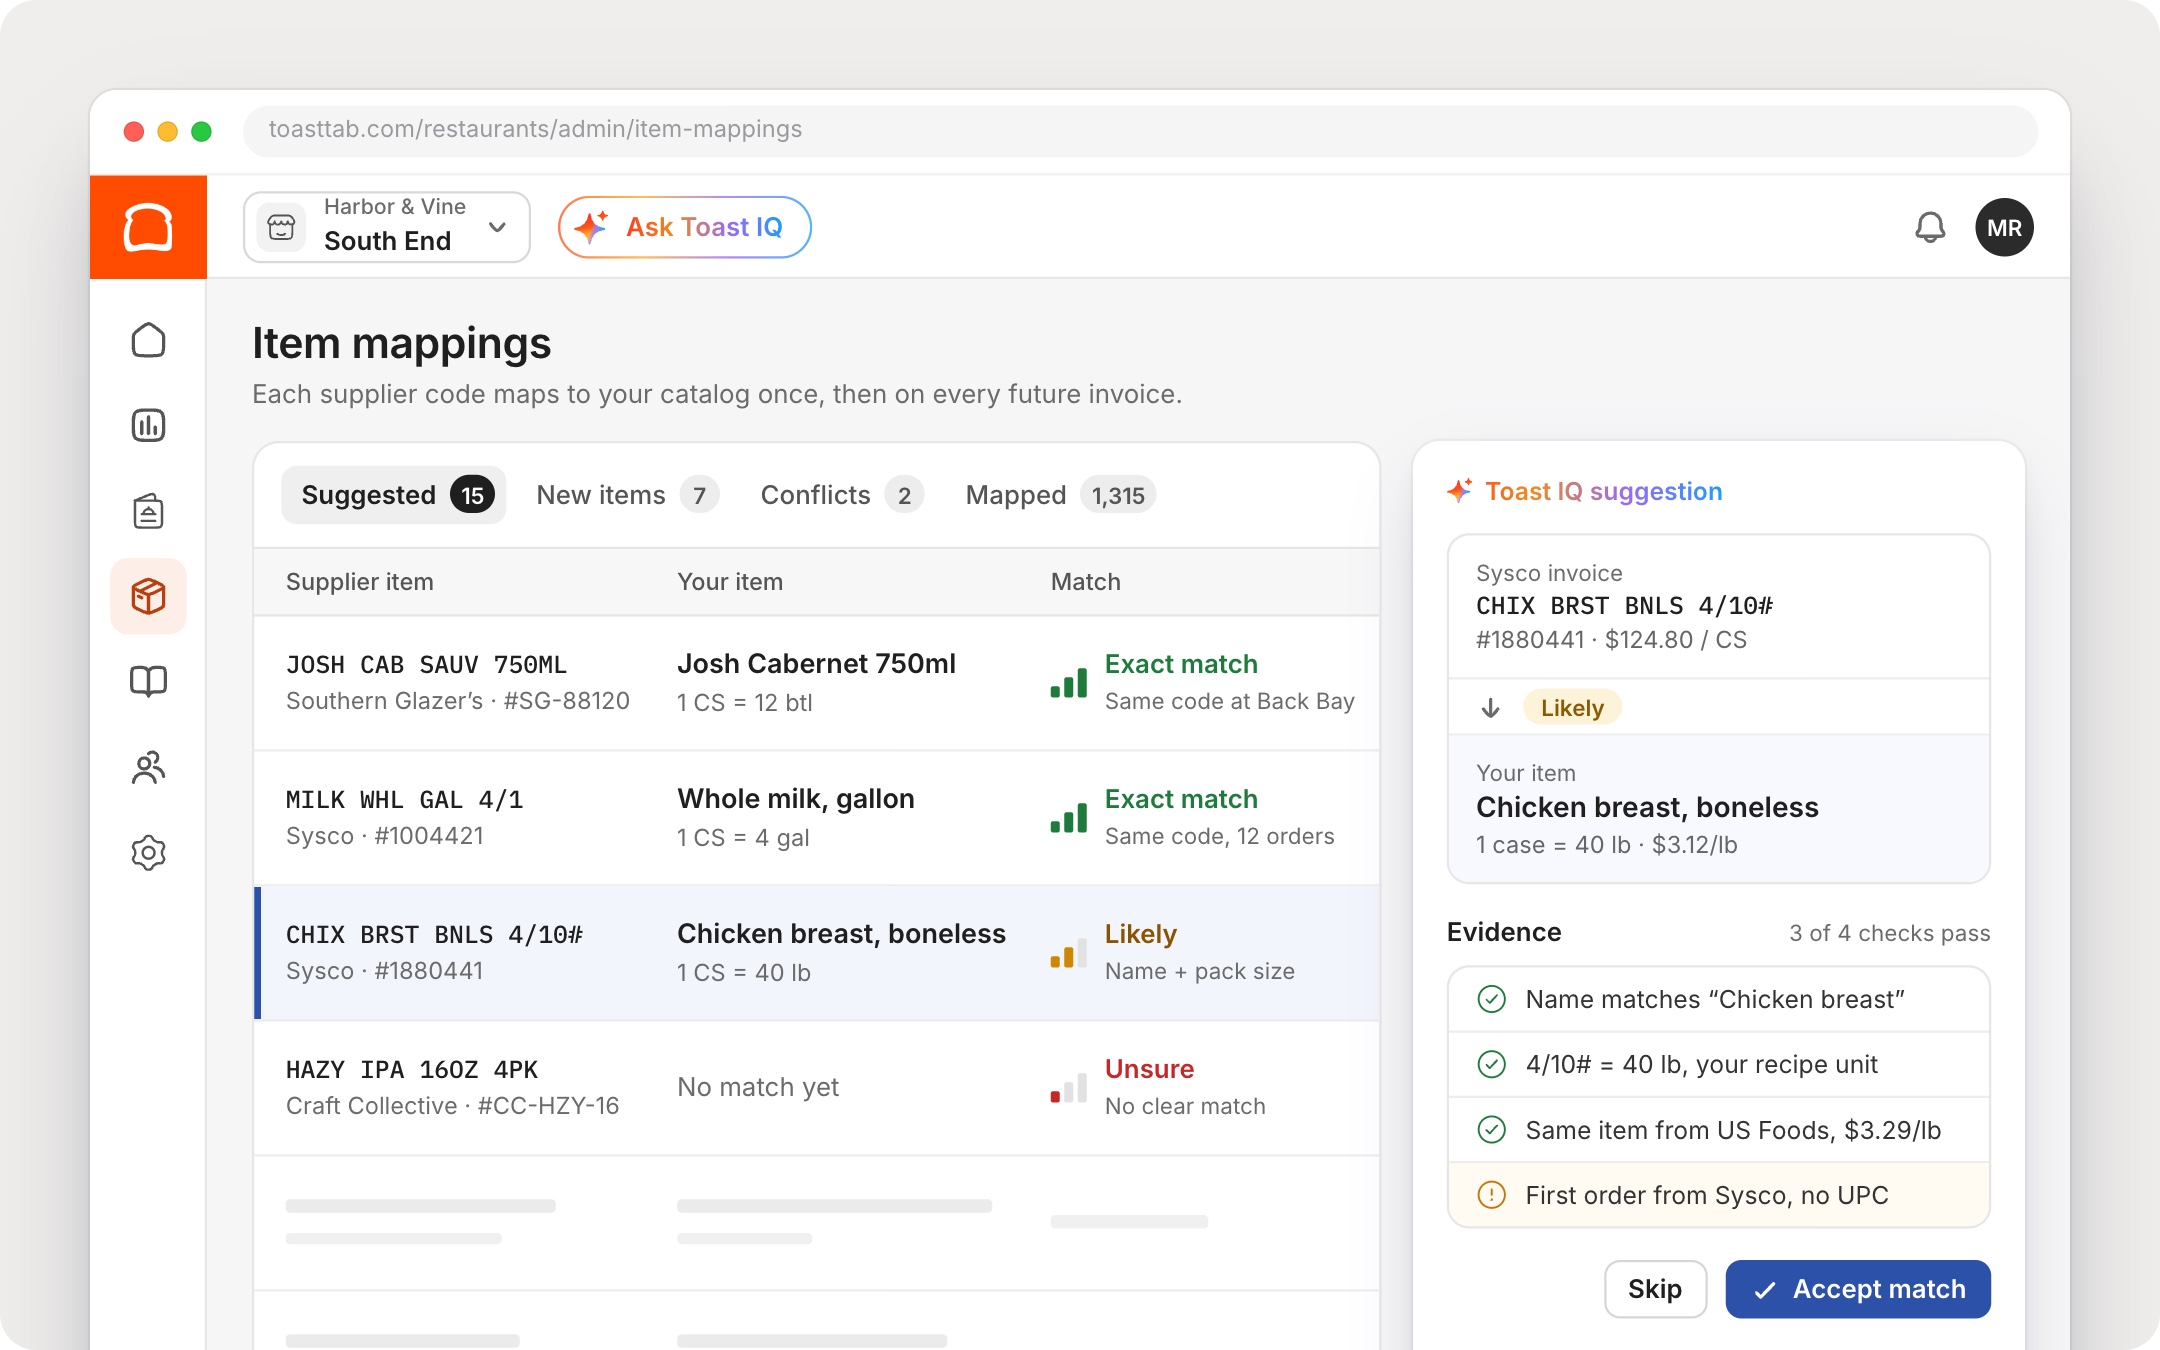 toasttab.com/restaurants/admin/item-mappings
Harbor & Vine
South End
Ask Toast IQ
MR
Item mappings
Each supplier code maps to your catalog once, then on every future invoice.
Suggested 15 New items 7 Conflicts 2 Mapped 1,315
Supplier item Your item Match
JOSH CAB SAUV 750ML Josh Cabernet 750ml Exact match
Southern Glazer’s · #SG-88120 1 CS = 12 btl Same code at Back Bay
MILK WHL GAL 4/1 Whole milk, gallon Exact match
Sysco · #1004421 1 CS = 4 gal Same code, 12 orders
CHIX BRST BNLS 4/10# Chicken breast, boneless Likely
Sysco · #1880441 1 CS = 40 lb Name + pack size
HAZY IPA 16OZ 4PK No match yet Unsure
Craft Collective · #CC-HZY-16 No clear match
Toast IQ suggestion
Sysco invoice
CHIX BRST BNLS 4/10#
#1880441 · $124.80 / CS
Likely
Your item
Chicken breast, boneless
1 case = 40 lb · $3.12/lb
Evidence 3 of 4 checks pass
Name matches “Chicken breast”
4/10# = 40 lb, your recipe unit
Same item from US Foods, $3.29/lb
First order from Sysco, no UPC
Skip Accept match